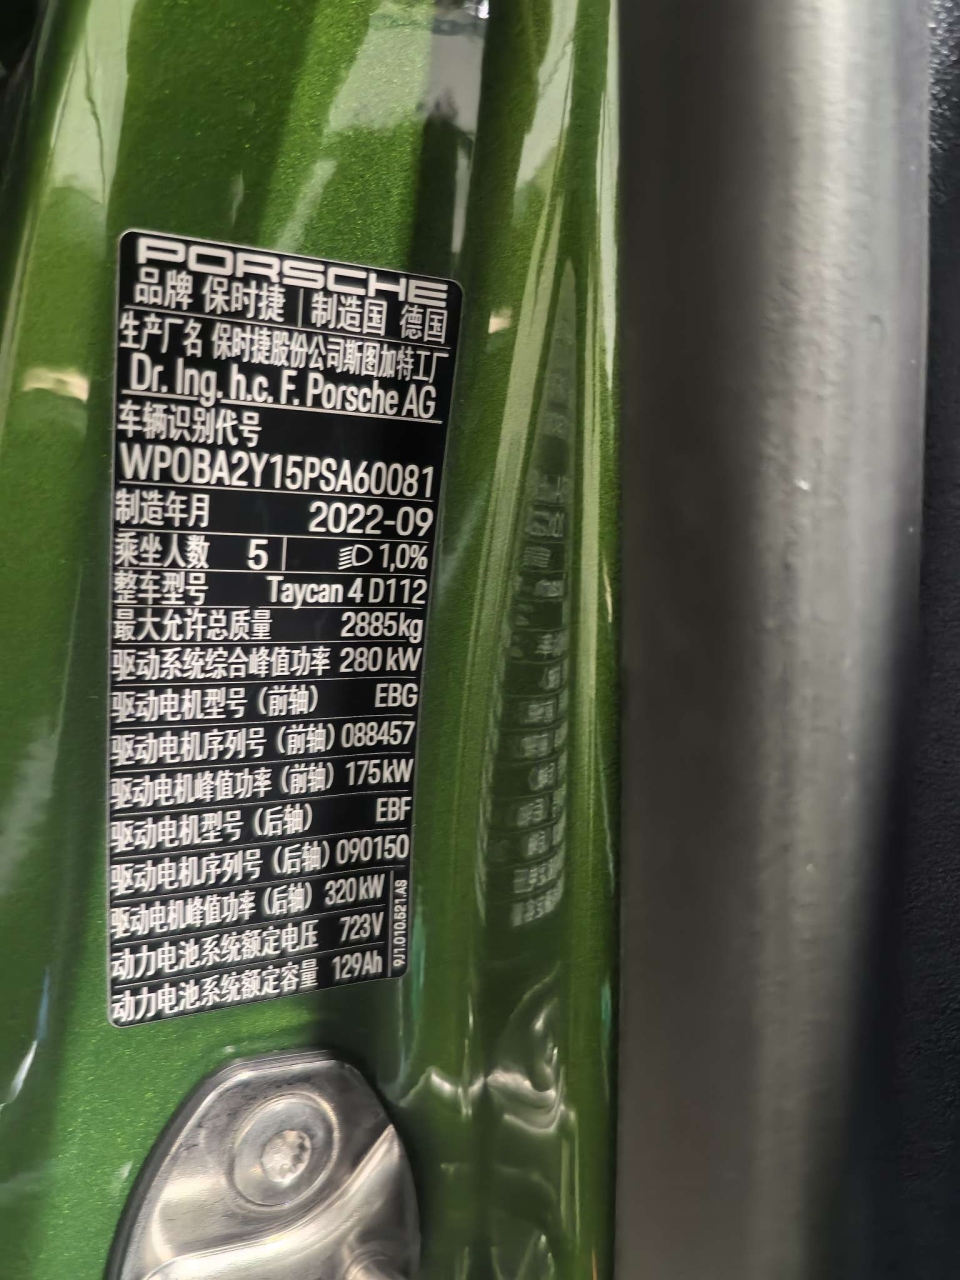 PORSCHE
品牌 保时捷 制造国 德国
生产厂名 保时捷股份公司斯图加特工厂
Dr. Ing. h.c. F. Porsche AG
车辆识别代号
WP0BA2Y15PSA60081
制造年月 2022-09
乘坐人数 5 1,0%
整车型号 Taycan 4 D112
最大允许总质量 2885kg
驱动系统综合峰值功率 280 kW
驱动电机型号（前轴） EBG
驱动电机序列号（前轴） 088457
驱动电机峰值功率（前轴） 175kW
驱动电机型号（后轴） EBF
驱动电机序列号（后轴） 090150
驱动电机峰值功率（后轴） 320 kW
动力电池系统额定电压 723V
动力电池系统额定容量 129Ah
9J1.010.521.AS